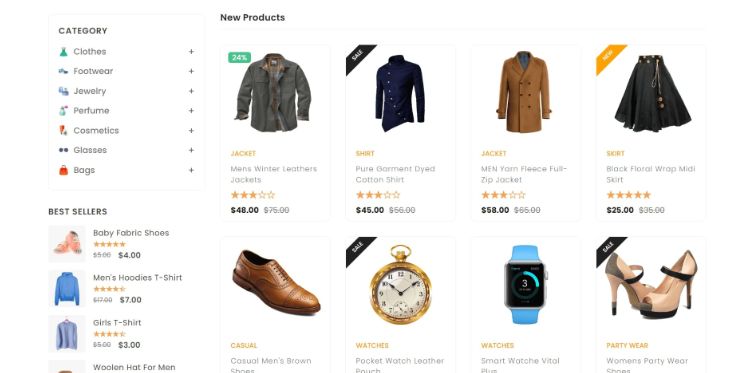 CATEGORY
Clothes +
Footwear +
Jewelry +
Perfume +
Cosmetics +
Glasses +
Bags +
BEST SELLERS
Baby Fabric Shoes
$5.00 $4.00
Men's Hoodies T-Shirt
$17.00 $7.00
Girls T-Shirt
$5.00 $3.00
Woolen Hat For Men
New Products
24%
JACKET
Mens Winter Leathers
Jackets
$48.00 $75.00
SALE
SHIRT
Pure Garment Dyed
Cotton Shirt
$45.00 $56.00
JACKET
MEN Yarn Fleece Full-
Zip Jacket
$58.00 $65.00
NEW
SKIRT
Black Floral Wrap Midi
Skirt
$25.00 $35.00
CASUAL
Casual Men's Brown
Shoes
SALE
WATCHES
Pocket Watch Leather
Pouch
3
WATCHES
Smart Watche Vital
Plus
SALE
PARTY WEAR
Womens Party Wear
Shoes